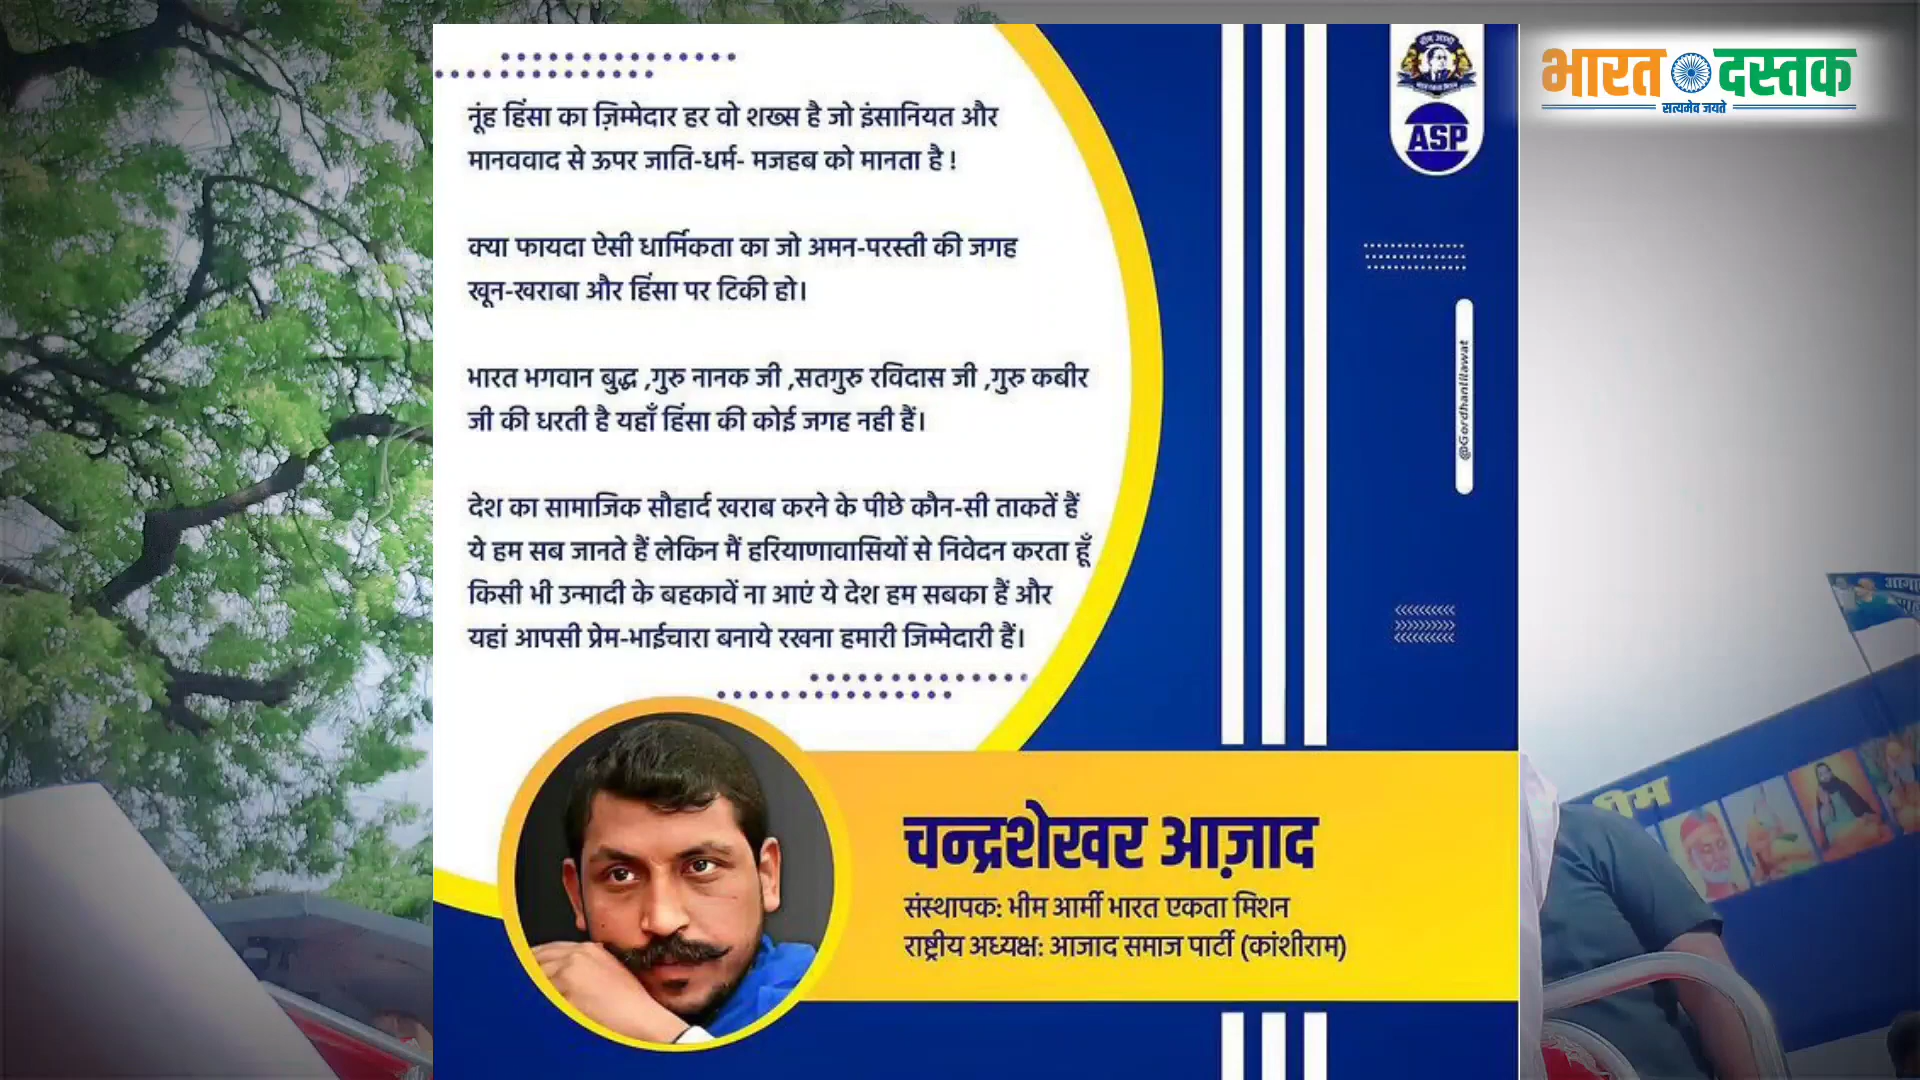 भारत दस्तक
सत्यमेव जयते
ASP
नूंह हिंसा का ज़िम्मेदार हर वो शख्स है जो इंसानियत और
मानववाद से ऊपर जाति-धर्म- मजहब को मानता है !
क्या फायदा ऐसी धार्मिकता का जो अमन-परस्ती की जगह
खून-खराबा और हिंसा पर टिकी हो।
भारत भगवान बुद्ध ,गुरु नानक जी ,सतगुरु रविदास जी ,गुरु कबीर
जी की धरती है यहाँ हिंसा की कोई जगह नही हैं।
देश का सामाजिक सौहार्द खराब करने के पीछे कौन-सी ताकतें हैं
ये हम सब जानते हैं लेकिन मैं हरियाणावासियों से निवेदन करता हूँ
किसी भी उन्मादी के बहकावें ना आएं ये देश हम सबका हैं और
यहां आपसी प्रेम-भाईचारा बनाये रखना हमारी जिम्मेदारी हैं।
@Gordhanlilawat
चन्द्रशेखर आज़ाद
संस्थापक: भीम आर्मी भारत एकता मिशन
राष्ट्रीय अध्यक्ष: आजाद समाज पार्टी (कांशीराम)